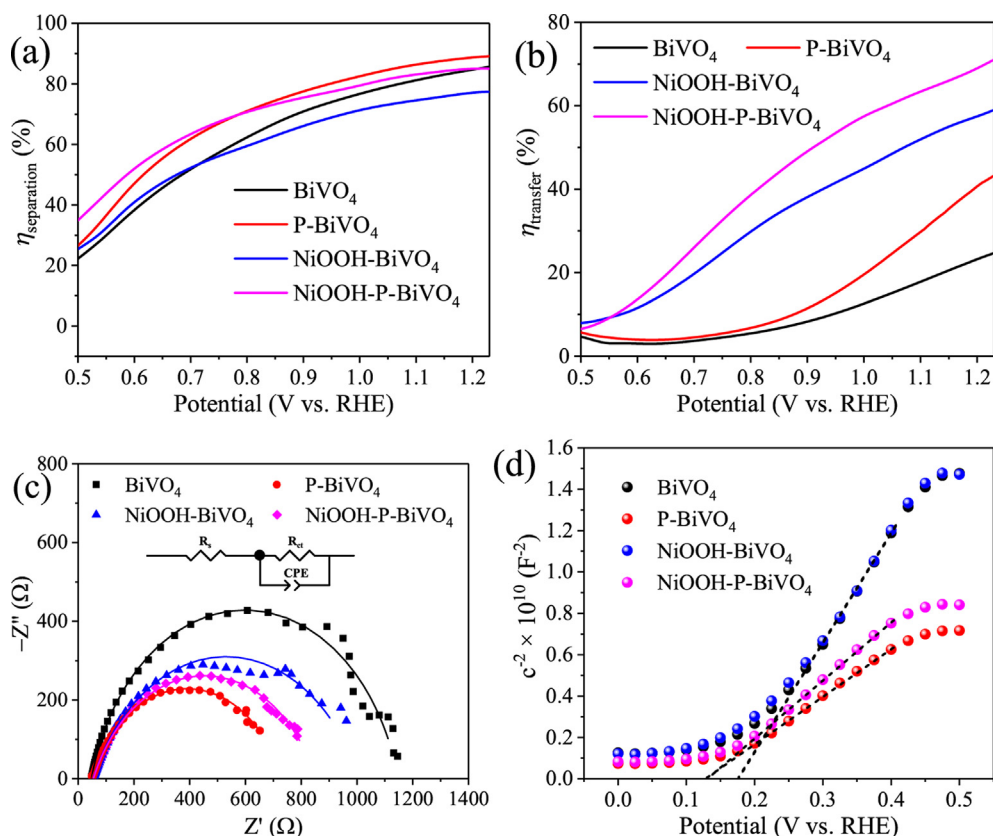 (a)
100
80
60
40
20
0
η separation (%)
BiVO4
P-BiVO4
NiOOH-BiVO4
NiOOH-P-BiVO4
0.5 0.6 0.7 0.8 0.9 1.0 1.1 1.2
Potential (V vs. RHE)
(b)
80
60
40
20
0
η transfer (%)
BiVO4 P-BiVO4
NiOOH-BiVO4
NiOOH-P-BiVO4
0.5 0.6 0.7 0.8 0.9 1.0 1.1 1.2
Potential (V vs. RHE)
(c)
800
600
400
200
0
−Z'' (Ω)
BiVO4 P-BiVO4
NiOOH-BiVO4 NiOOH-P-BiVO4
Rs Rct
CPE
0 200 400 600 800 1000 1200 1400
Z' (Ω)
(d)
1.6
1.4
1.2
1.0
0.8
0.6
0.4
0.2
0.0
c⁻² × 10¹⁰ (F⁻²)
BiVO4
P-BiVO4
NiOOH-BiVO4
NiOOH-P-BiVO4
0.0 0.1 0.2 0.3 0.4 0.5
Potential (V vs. RHE)